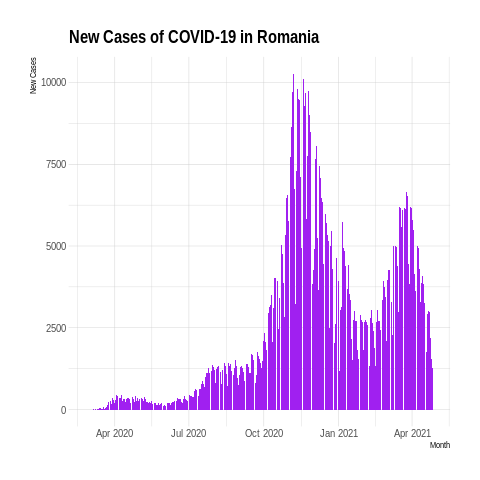 New Cases of COVID-19 in Romania
New Cases
10000
7500
5000
2500
0
Apr 2020 Jul 2020 Oct 2020 Jan 2021 Apr 2021
Month